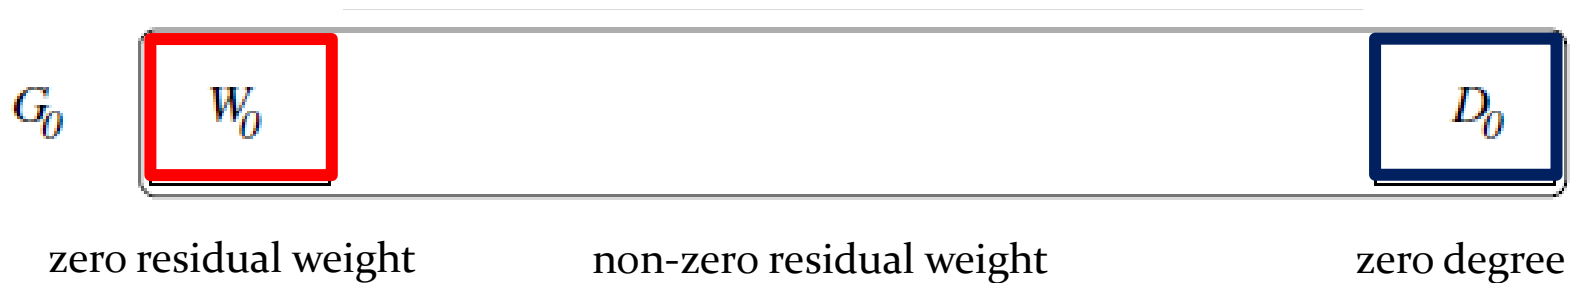 G₀ W₀ D₀
zero residual weight non-zero residual weight zero degree